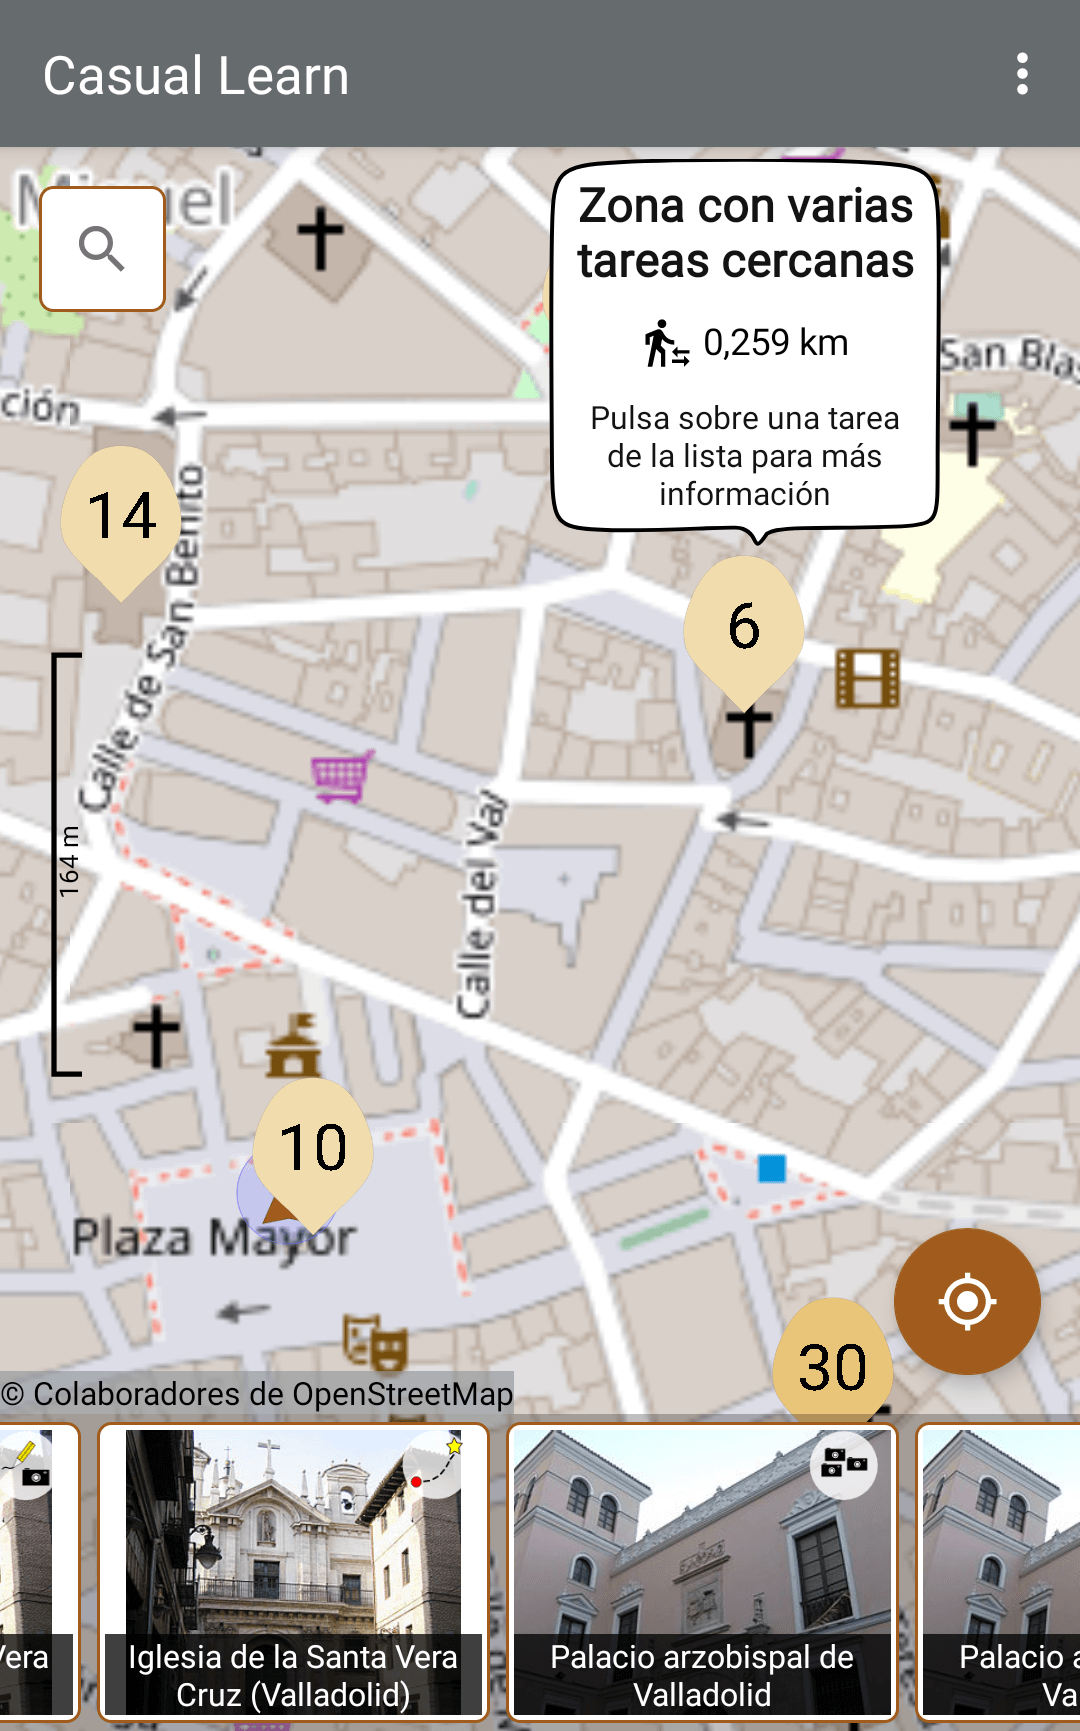 Casual Learn
Zona con varias
tareas cercanas
0,259 km
Pulsa sobre una tarea
de la lista para más
información
San Blas
ción
14
Calle de San Benito
6
164 m
Calle del Val
10
Plaza Mayor
30
© Colaboradores de OpenStreetMap
Vera
Iglesia de la Santa Vera
Cruz (Valladolid)
Palacio arzobispal de
Valladolid
Palacio a
Va